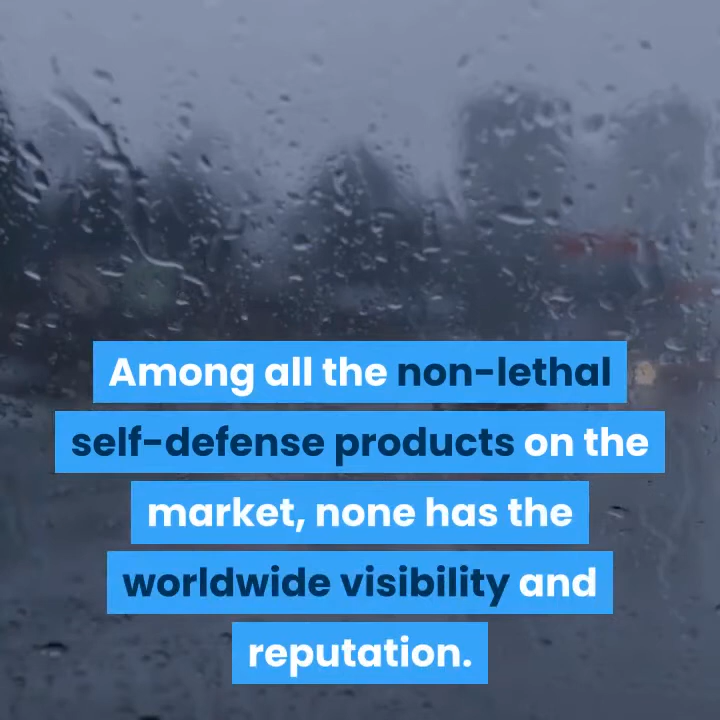 Among all the non-lethal
self-defense products on the
market, none has the
worldwide visibility and
reputation.